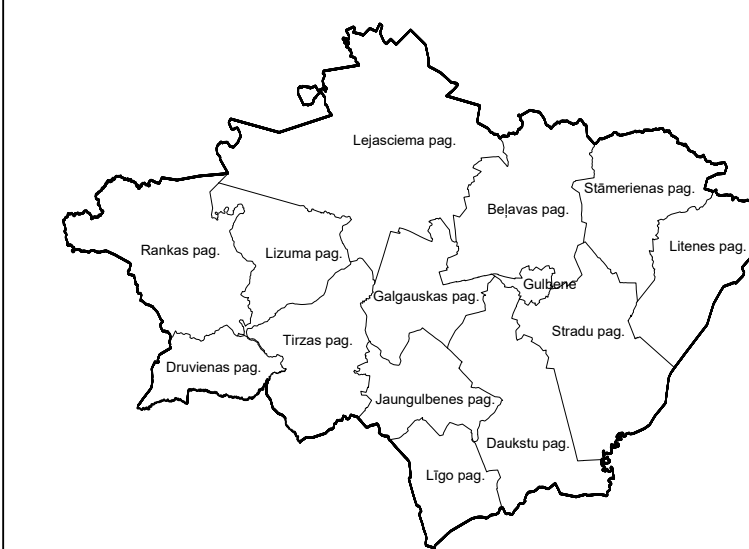 Lejasciema pag.
Stāmerienas pag.
Beļavas pag.
Rankas pag.
Lizuma pag.
Litenes pag.
Gulbene
Galgauskas pag.
Stradu pag.
Tirzas pag.
Druvienas pag.
Jaungulbenes pag.
Daukstu pag.
Līgo pag.